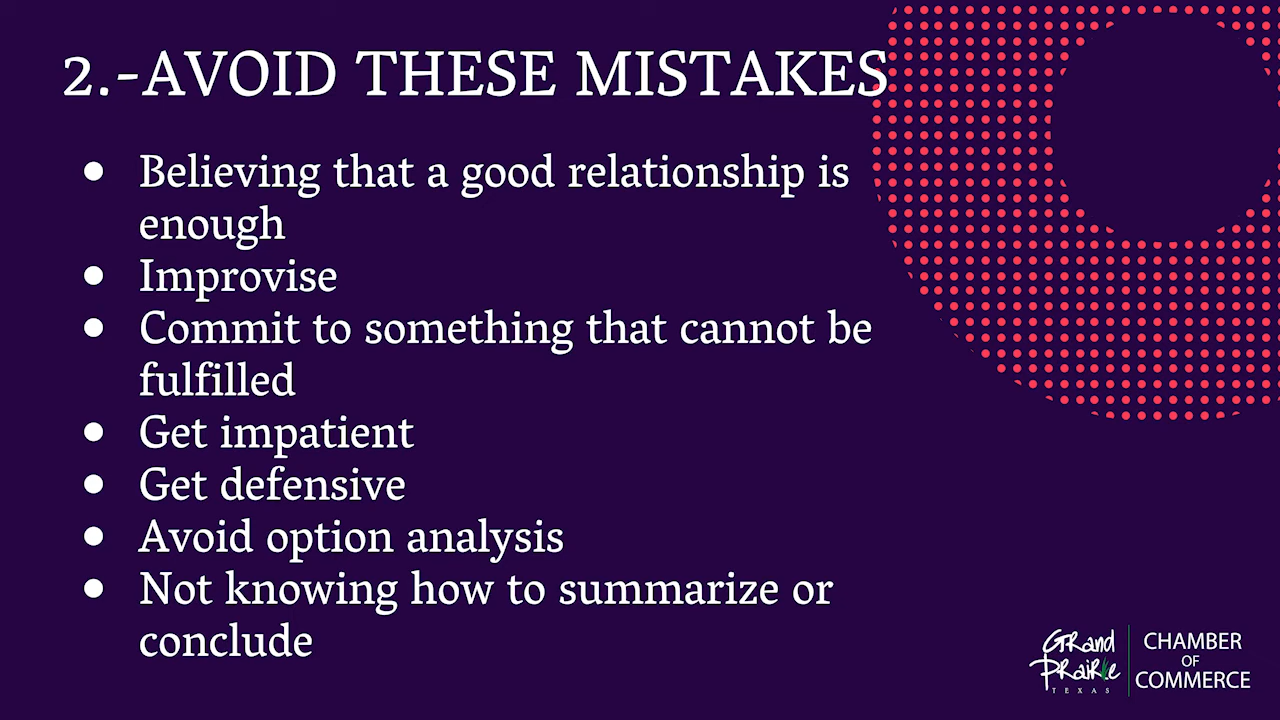 2.-AVOID THESE MISTAKES
● Believing that a good relationship is
enough
● Improvise
● Commit to something that cannot be
fulfilled
● Get impatient
● Get defensive
● Avoid option analysis
● Not knowing how to summarize or
conclude
Grand
Prairie
TEXAS
CHAMBER
OF
COMMERCE